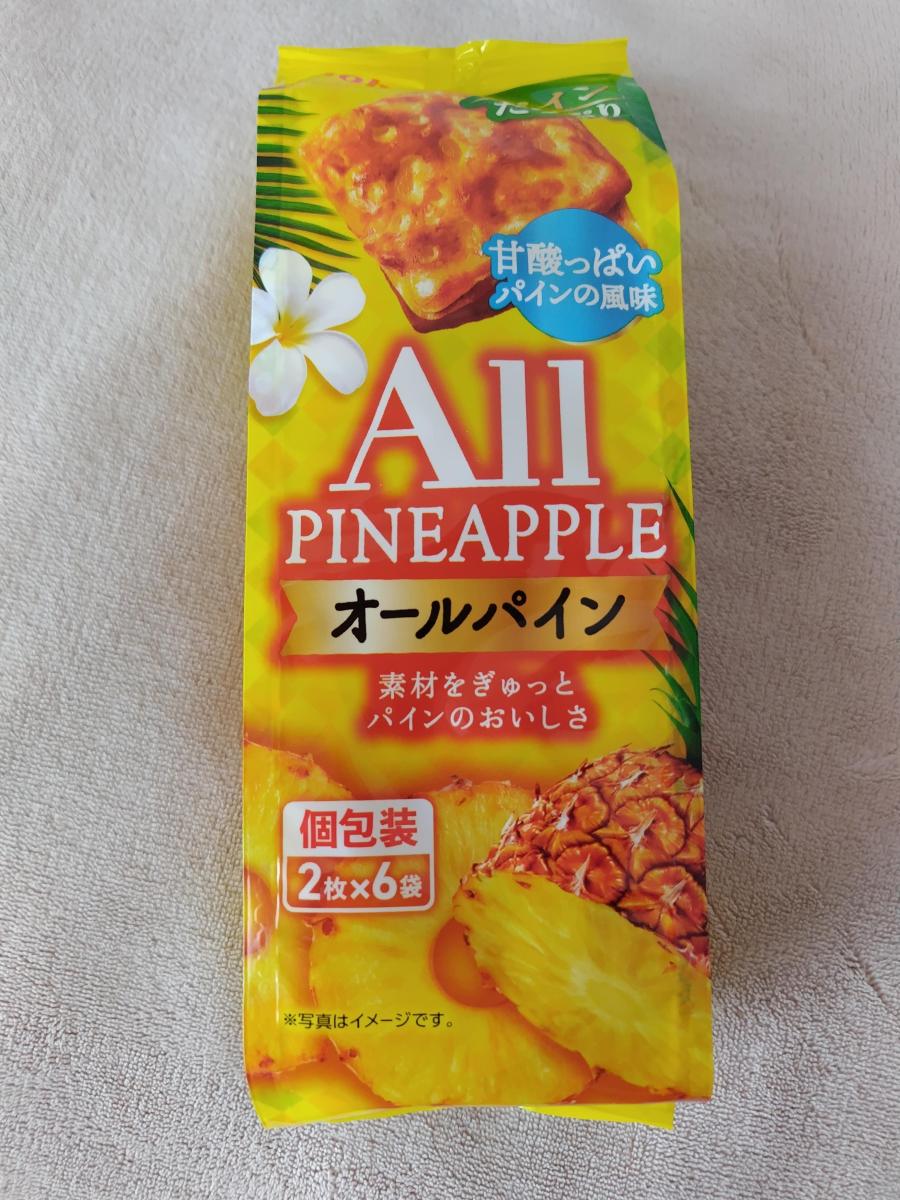 甘酸っぱい
パインの風味
All
PINEAPPLE
オールパイン
素材をぎゅっと
パインのおいしさ
個包装
2枚×6袋
※写真はイメージです。